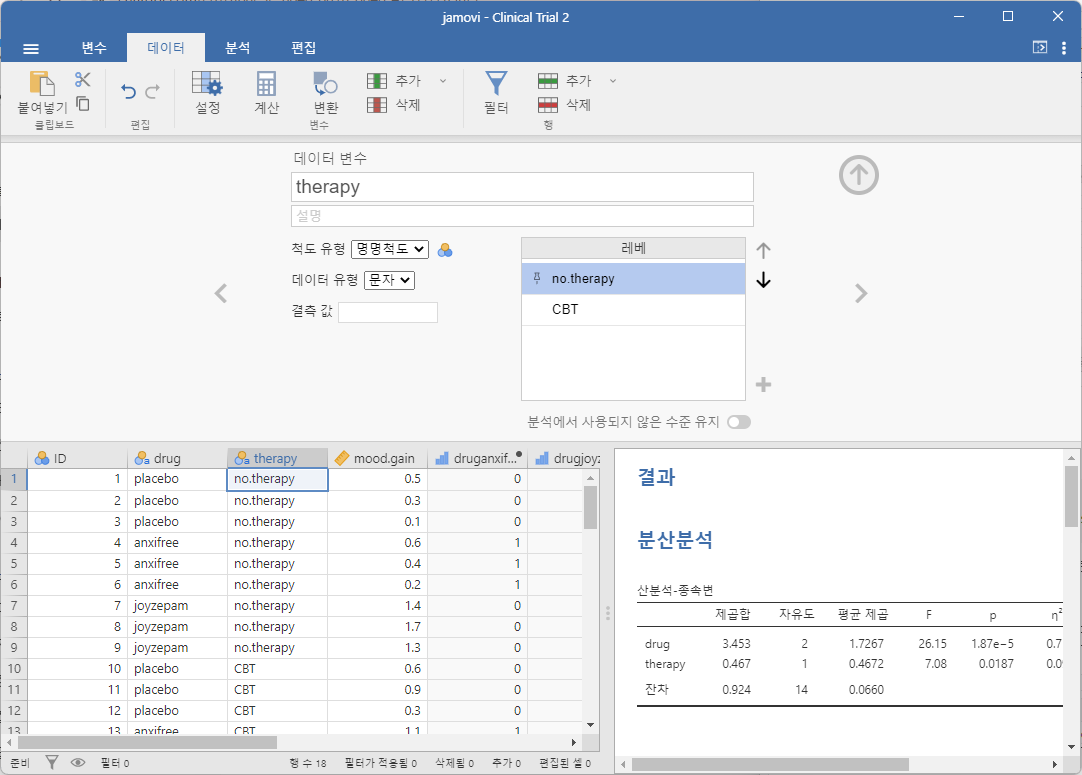 jamovi - Clinical Trial 2
변수 데이터 분석 편집
붙여넣기 설정 계산 변환 추가 삭제 필터 추가 삭제
클립보드 편집 변수 행
데이터 변수
therapy
설명
척도 유형 명명척도
데이터 유형 문자
결측 값
레베
no.therapy
CBT
분석에서 사용되지 않은 수준 유지
ID drug therapy mood.gain druganxif... drugjoyz
1 1 placebo no.therapy 0.5 0
2 2 placebo no.therapy 0.3 0
3 3 placebo no.therapy 0.1 0
4 4 anxifree no.therapy 0.6 1
5 5 anxifree no.therapy 0.4 1
6 6 anxifree no.therapy 0.2 1
7 7 joyzepam no.therapy 1.4 0
8 8 joyzepam no.therapy 1.7 0
9 9 joyzepam no.therapy 1.3 0
10 10 placebo CBT 0.6 0
11 11 placebo CBT 0.9 0
12 12 placebo CBT 0.3 0
13 13 anxifree CBT 1.1 1
결과
분산분석
산분석-종속변
제곱합 자유도 평균 제곱 F p η²
drug 3.453 2 1.7267 26.15 1.87e−5 0.7
therapy 0.467 1 0.4672 7.08 0.0187 0.0
잔차 0.924 14 0.0660
준비 필터 0 행 수 18 필터가 적용됨 0 삭제됨 0 추가 0 편집된 셀 0